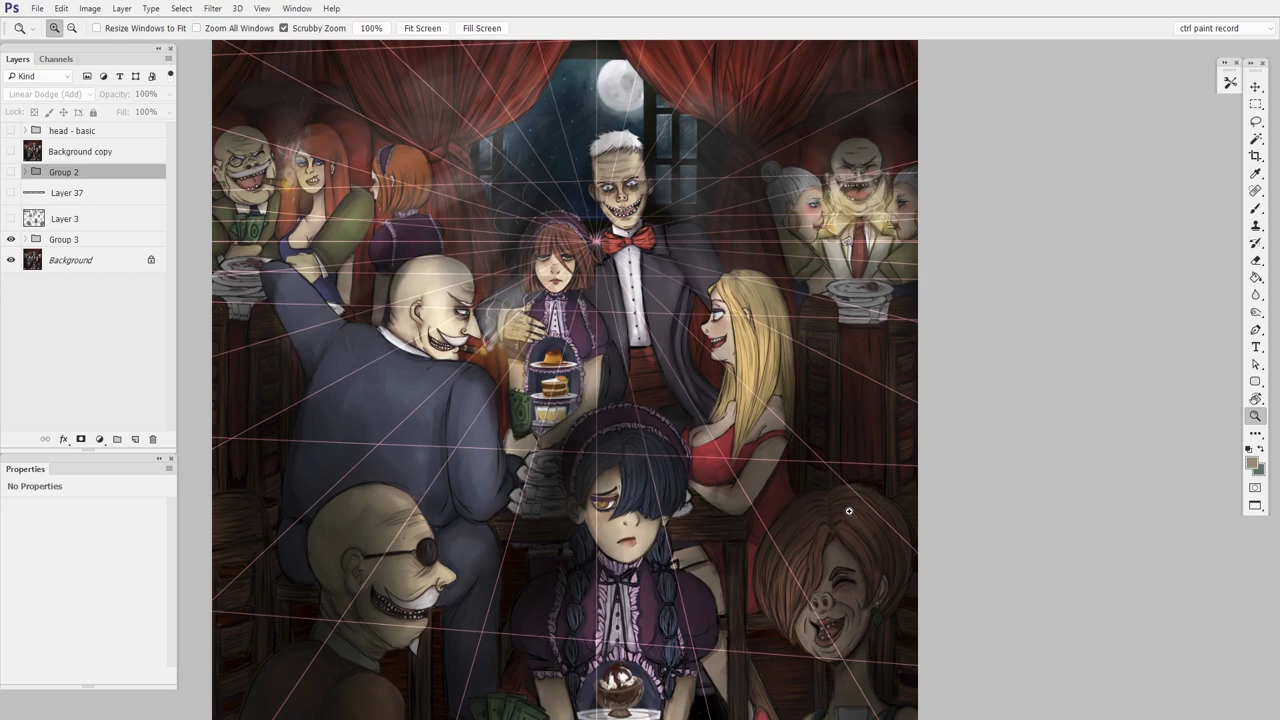 Ps File Edit Image Layer Type Select Filter 3D View Window Help
Resize Windows to Fit Zoom All Windows Scrubby Zoom 100% Fit Screen Fill Screen ctrl paint record
Layers Channels
Kind
Linear Dodge (Add) Opacity: 100%
Lock: Fill: 100%
head - basic
Background copy
Group 2
Layer 37
Layer 3
Group 3
Background
fx
Properties
No Properties